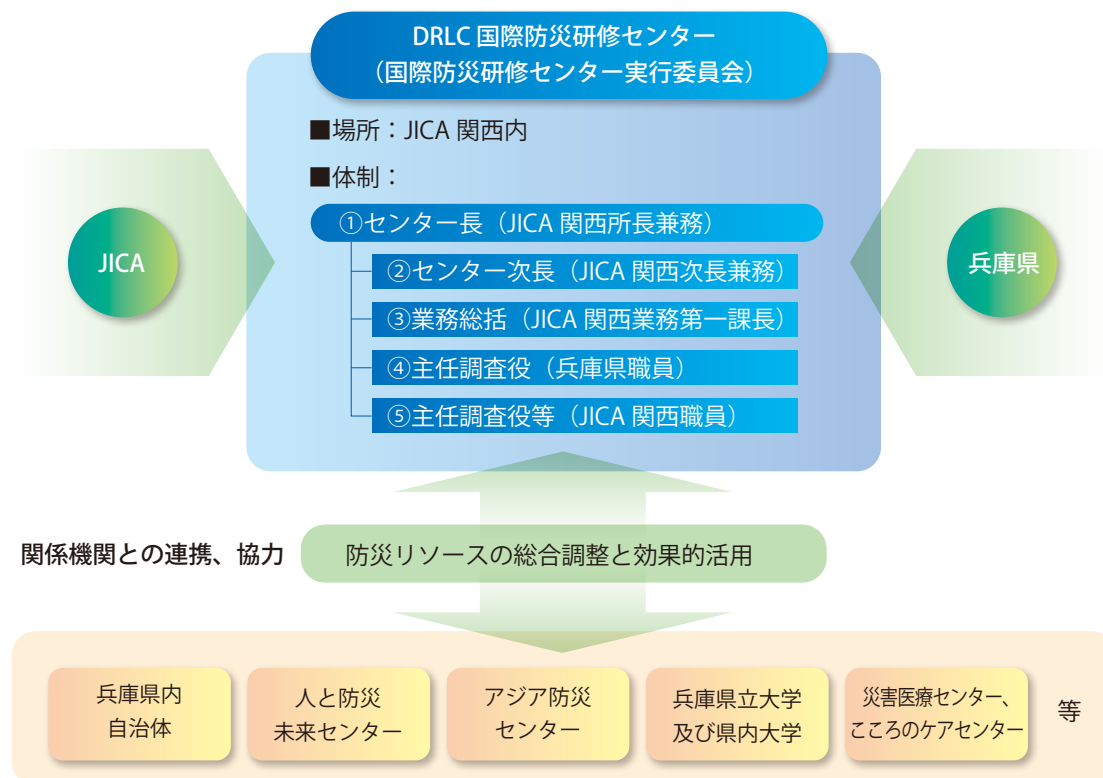 DRLC 国際防災研修センター
（国際防災研修センター実行委員会）
■場所：JICA 関西内
■体制：
①センター長（JICA 関西所長兼務）
②センター次長（JICA 関西次長兼務）
③業務総括（JICA 関西業務第一課長）
④主任調査役（兵庫県職員）
⑤主任調査役等（JICA 関西職員）
JICA
兵庫県
関係機関との連携、協力
防災リソースの総合調整と効果的活用
兵庫県内
自治体
人と防災
未来センター
アジア防災
センター
兵庫県立大学
及び県内大学
災害医療センター、
こころのケアセンター
等